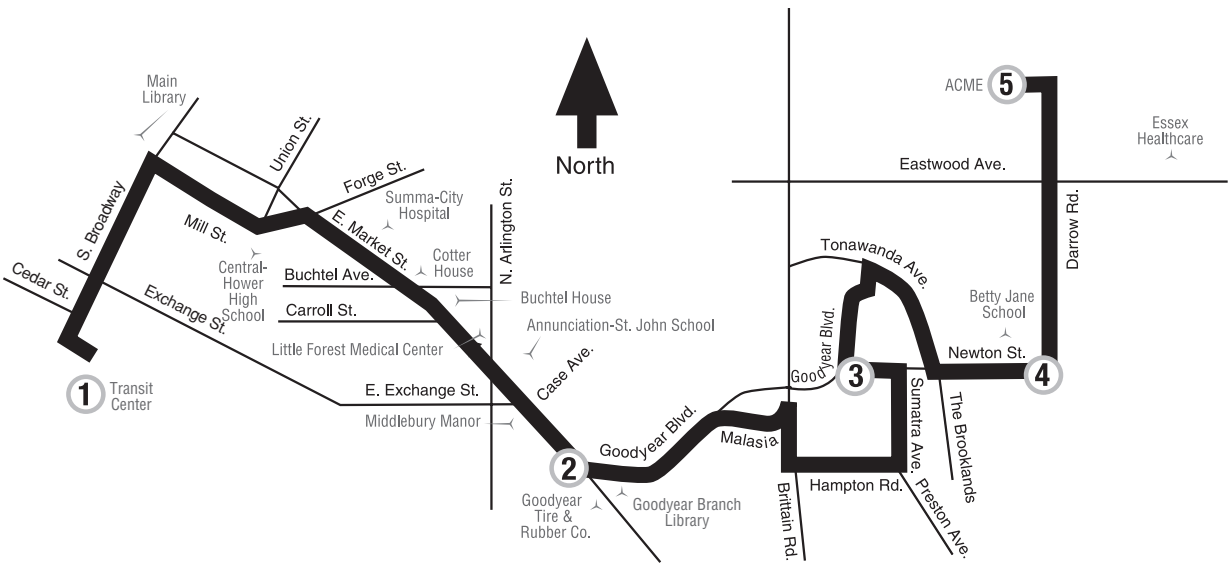 Main
Library
Union St.
Forge St.
S. Broadway
Mill St.
Cedar St.
Exchange St.
Central-
Hower
High
School
E. Market St.
Summa-City
Hospital
Cotter
House
Buchtel Ave.
Carroll St.
Buchtel House
Little Forest Medical Center
Annunciation-St. John School
N. Arlington St.
E. Exchange St.
Case Ave.
Middlebury Manor
1
Transit
Center
North
2
Goodyear
Tire &
Rubber Co.
Goodyear Branch
Library
Goodyear Blvd.
Malasia
Goodyear Blvd.
3
Hampton Rd.
Brittain Rd.
Sumatra Ave.
Preston Ave.
The Brooklands
Tonawanda Ave.
Newton St.
4
Betty Jane
School
Darrow Rd.
Eastwood Ave.
ACME
5
Essex
Healthcare